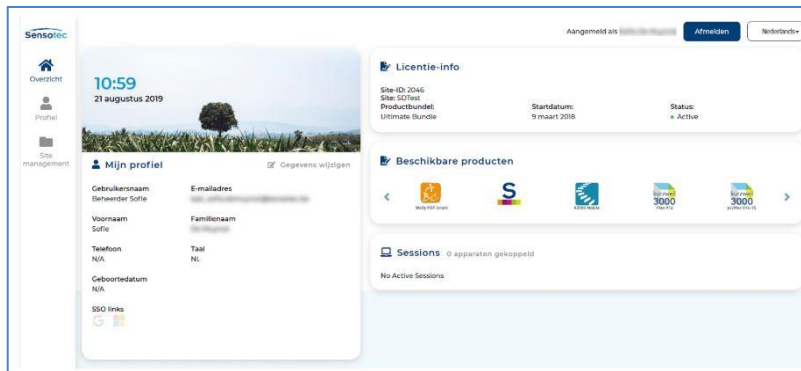 Sensotec
Aangemeld als
Afmelden
Nederlands
Overzicht
Profiel
Site
management
10:59
21 augustus 2019
Mijn profiel
Gegevens wijzigen
Gebruikersnaam
E-mailadres
Beheerder Sofie
Voornaam
Familienaam
Sofie
Telefoon
Taal
N/A
NL
Geboortedatum
N/A
SSO links
Licentie-info
Site-ID: 2046
Site: SDTest
Productbundel:
Startdatum:
Status:
Ultimate Bundle
9 maart 2018
Active
Beschikbare producten
S
kurzweil
3000
kurzweil
3000
Sessions 0 apparaten gekoppeld
No Active Sessions